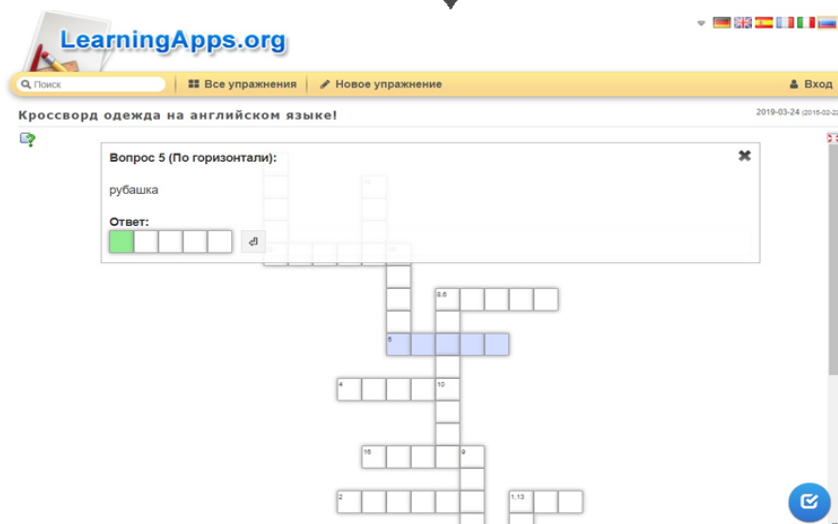 LearningApps.org
Поиск
Все упражнения
Новое упражнение
Вход
Кроссворд одежда на английском языке!
2019-03-24
Вопрос 5 (По горизонтали):
рубашка
Ответ:
8,6
5
4
10
16
9
2
1,13